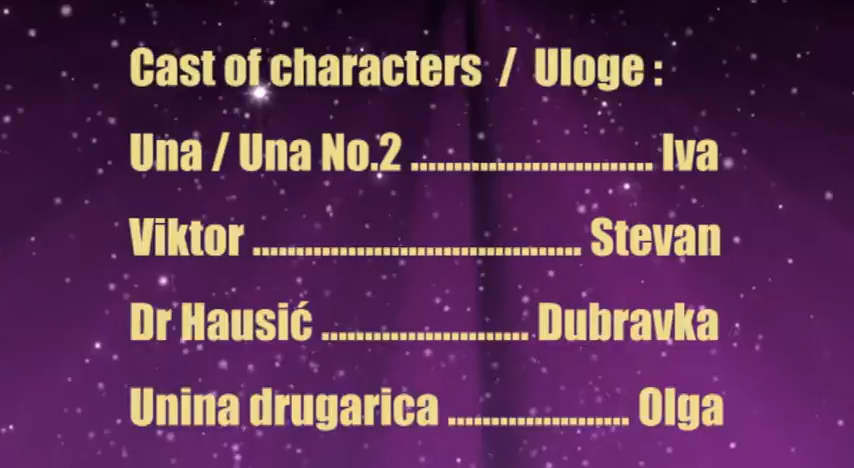 Cast of characters / Uloge :
Una / Una No.2 ............................ Iva
Viktor ...................................... Stevan
Dr Hausić ........................ Dubravka
Unina drugarica ..................... Olga